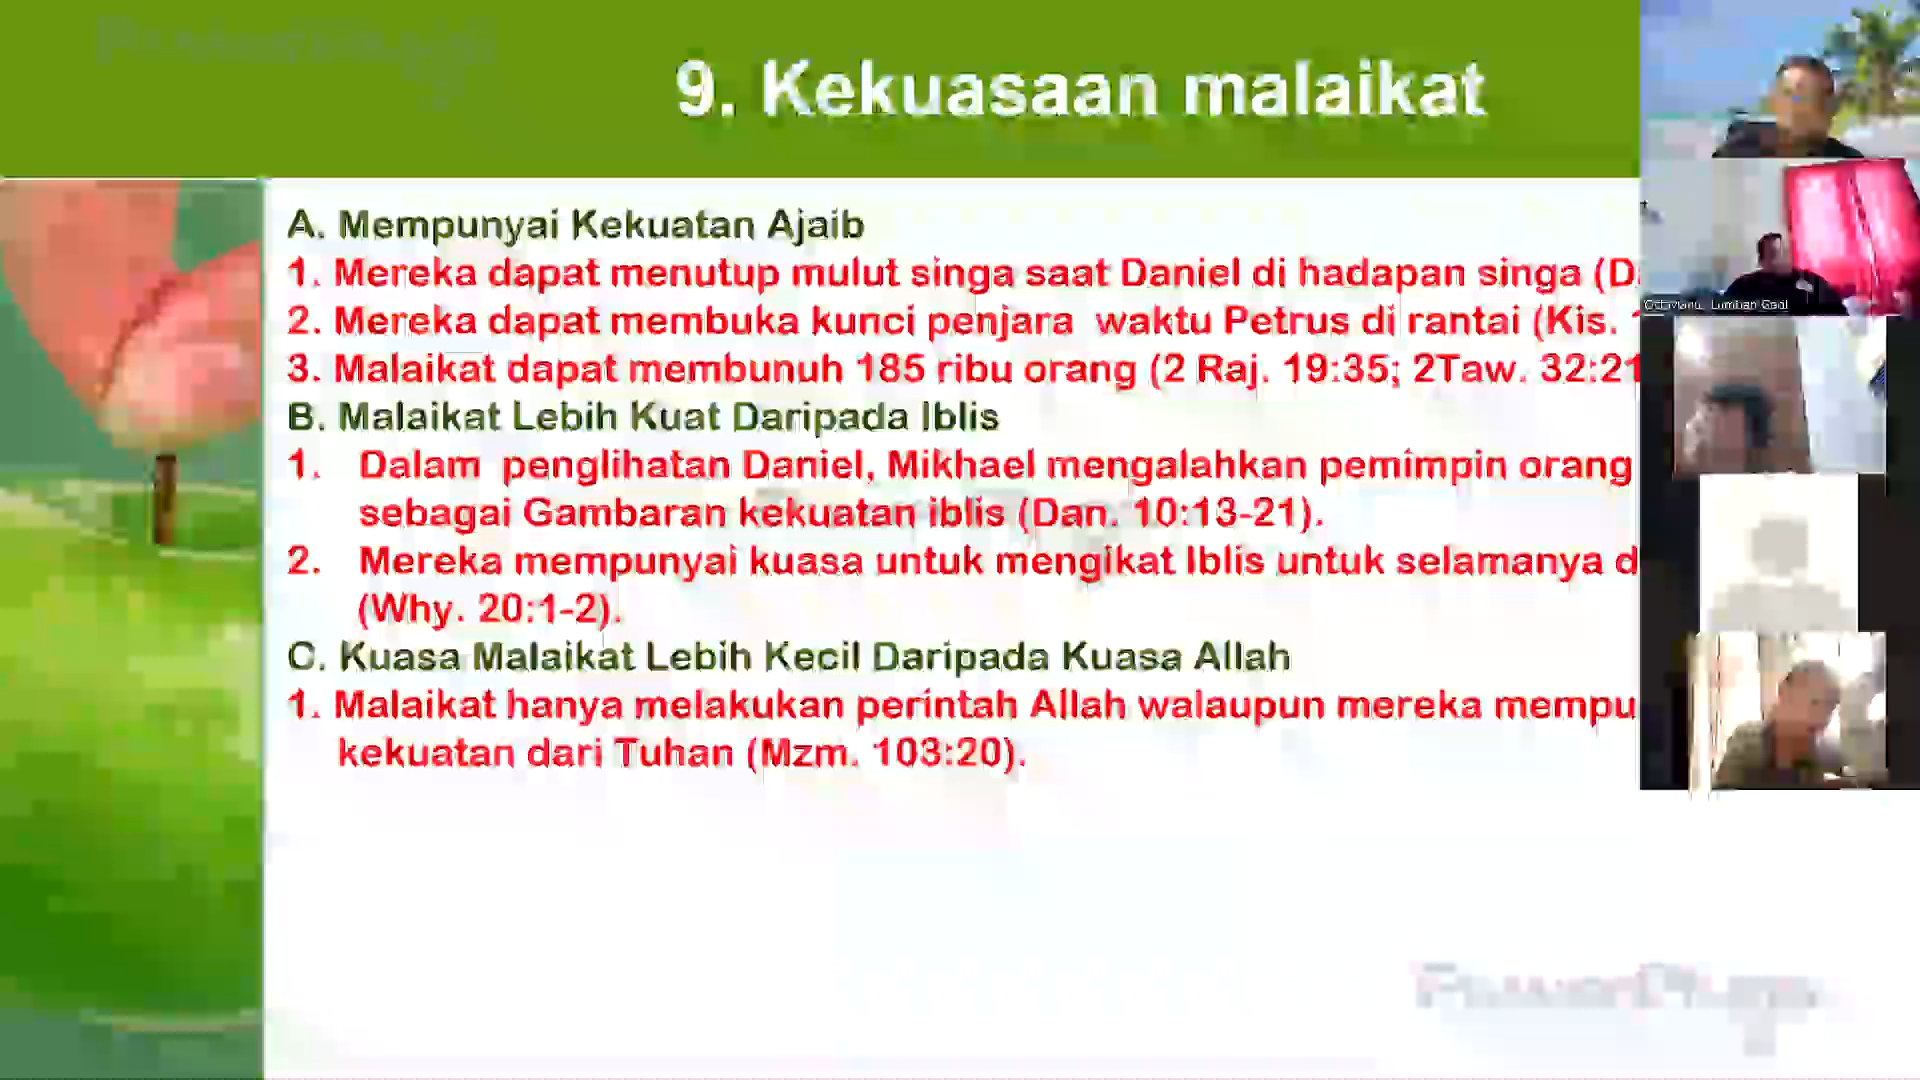 9. Kekuasaan malaikat
A. Mempunyai Kekuatan Ajaib
1. Mereka dapat menutup mulut singa saat Daniel di hadapan singa (D
2. Mereka dapat membuka kunci penjara waktu Petrus di rantai (Kis.
3. Malaikat dapat membunuh 185 ribu orang (2 Raj. 19:35; 2Taw. 32:21
B. Malaikat Lebih Kuat Daripada Iblis
1. Dalam penglihatan Daniel, Mikhael mengalahkan pemimpin orang
sebagai Gambaran kekuatan iblis (Dan. 10:13-21).
2. Mereka mempunyai kuasa untuk mengikat Iblis untuk selamanya d
(Why. 20:1-2).
C. Kuasa Malaikat Lebih Kecil Daripada Kuasa Allah
1. Malaikat hanya melakukan perintah Allah walaupun mereka mempu
kekuatan dari Tuhan (Mzm. 103:20).
Gaol